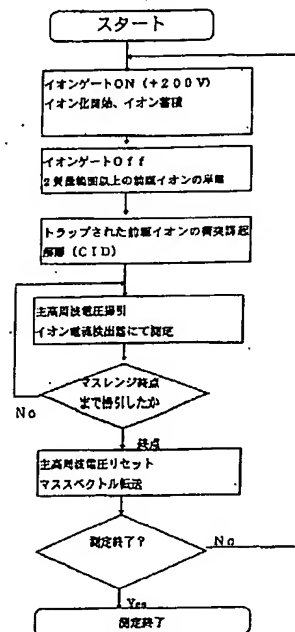 スタート
イオンゲートON(+200V)
イオン化開始、イオン蓄積
イオンゲートOff
2質量範囲以上の前駆イオンの単離
トラップされた前駆イオンの衝突誘起
解離(CID)
主高周波電圧掃引
イオン電流検出器にて測定
マスレンジ終点
まで掃引したか
No
終点
主高周波電圧リセット
マススペクトル転送
測定終了?
No
Yes
測定終了